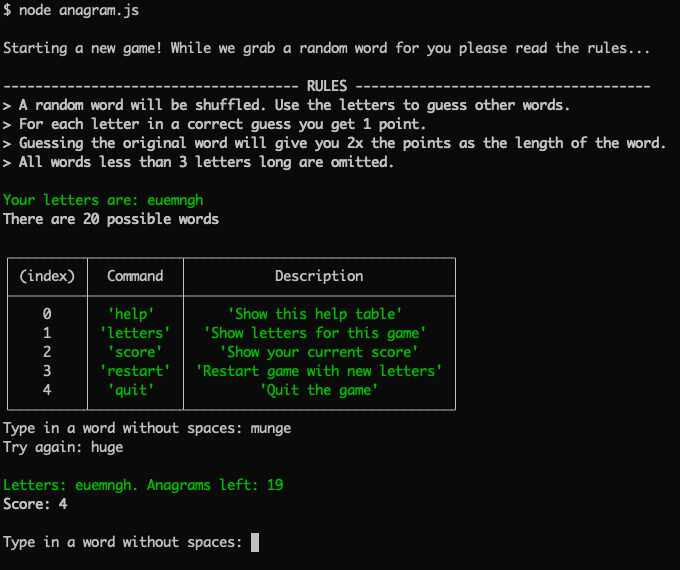 $ node anagram.js
Starting a new game! While we grab a random word for you please read the rules...
------------------------------------- RULES -------------------------------------
> A random word will be shuffled. Use the letters to guess other words.
> For each letter in a correct guess you get 1 point.
> Guessing the original word will give you 2x the points as the length of the word.
> All words less than 3 letters long are omitted.
Your letters are: euemngh
There are 20 possible words
(index) Command Description
0 'help' 'Show this help table'
1 'letters' 'Show letters for this game'
2 'score' 'Show your current score'
3 'restart' 'Restart game with new letters'
4 'quit' 'Quit the game'
Type in a word without spaces: munge
Try again: huge
Letters: euemngh. Anagrams left: 19
Score: 4
Type in a word without spaces: